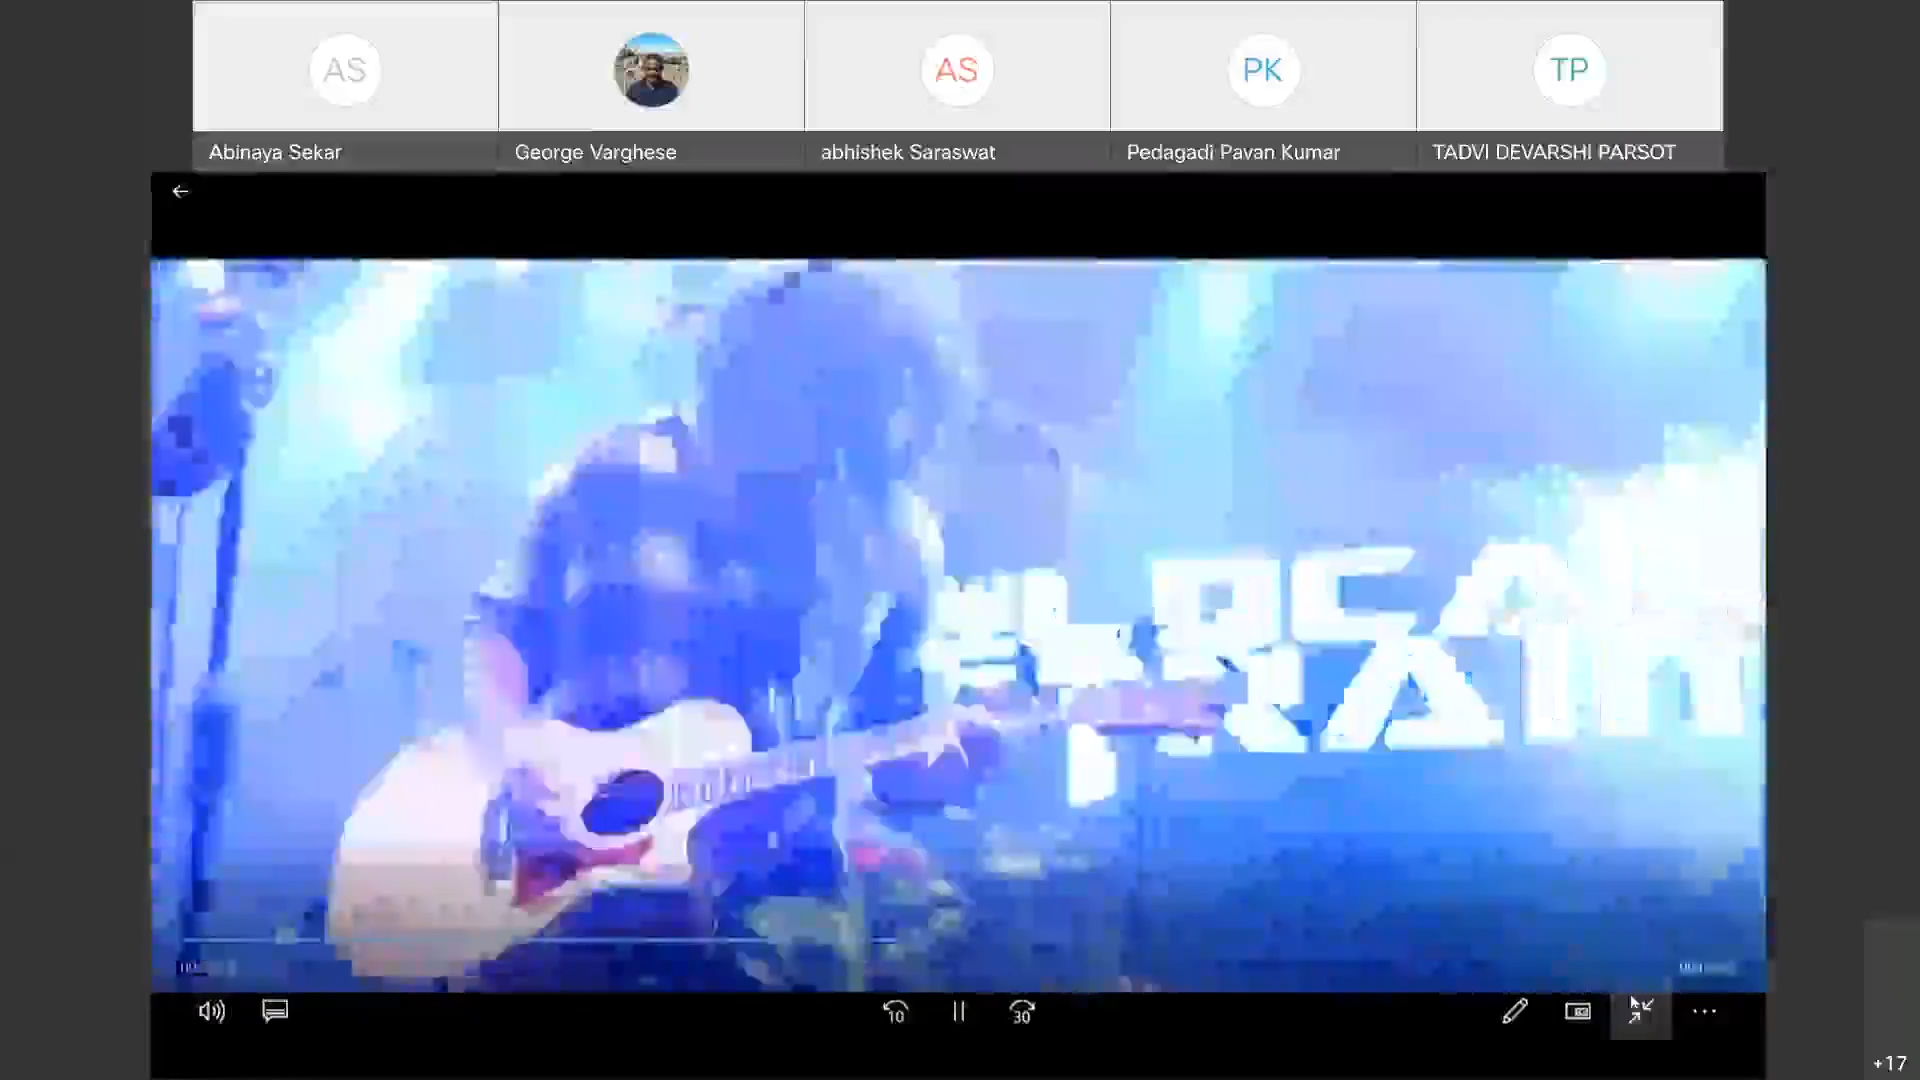 AS
AS
PK
TP
Abinaya Sekar
George Varghese
abhishek Saraswat
Pedagadi Pavan Kumar
TADVI DEVARSHI PARSOT
10
30
+17